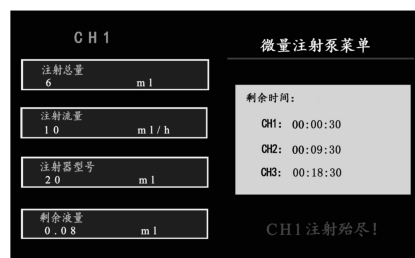 CH1
注射总量
6 ml
注射流量
10 ml/h
注射器型号
20 ml
剩余液量
0.08 ml
微量注射泵菜单
剩余时间：
CH1: 00:00:30
CH2: 00:09:30
CH3: 00:18:30
CH1注射殆尽！